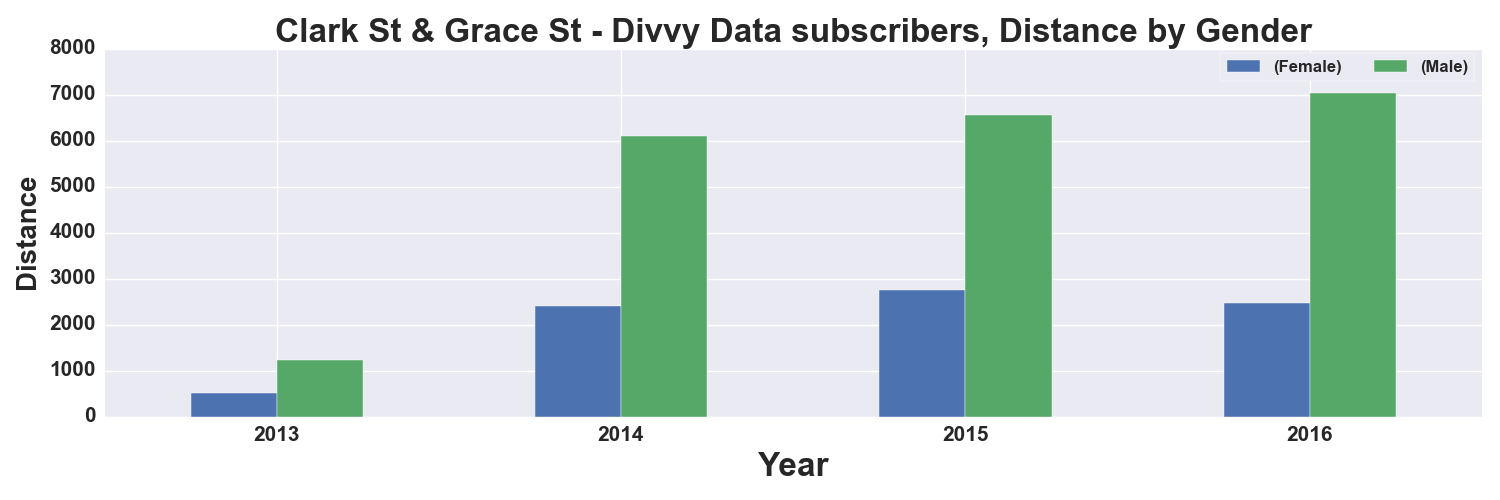 Clark St & Grace St - Divvy Data subscribers, Distance by Gender
8000
7000
6000
5000
4000
3000
2000
1000
0
Distance
(Female) (Male)
2013 2014 2015 2016
Year